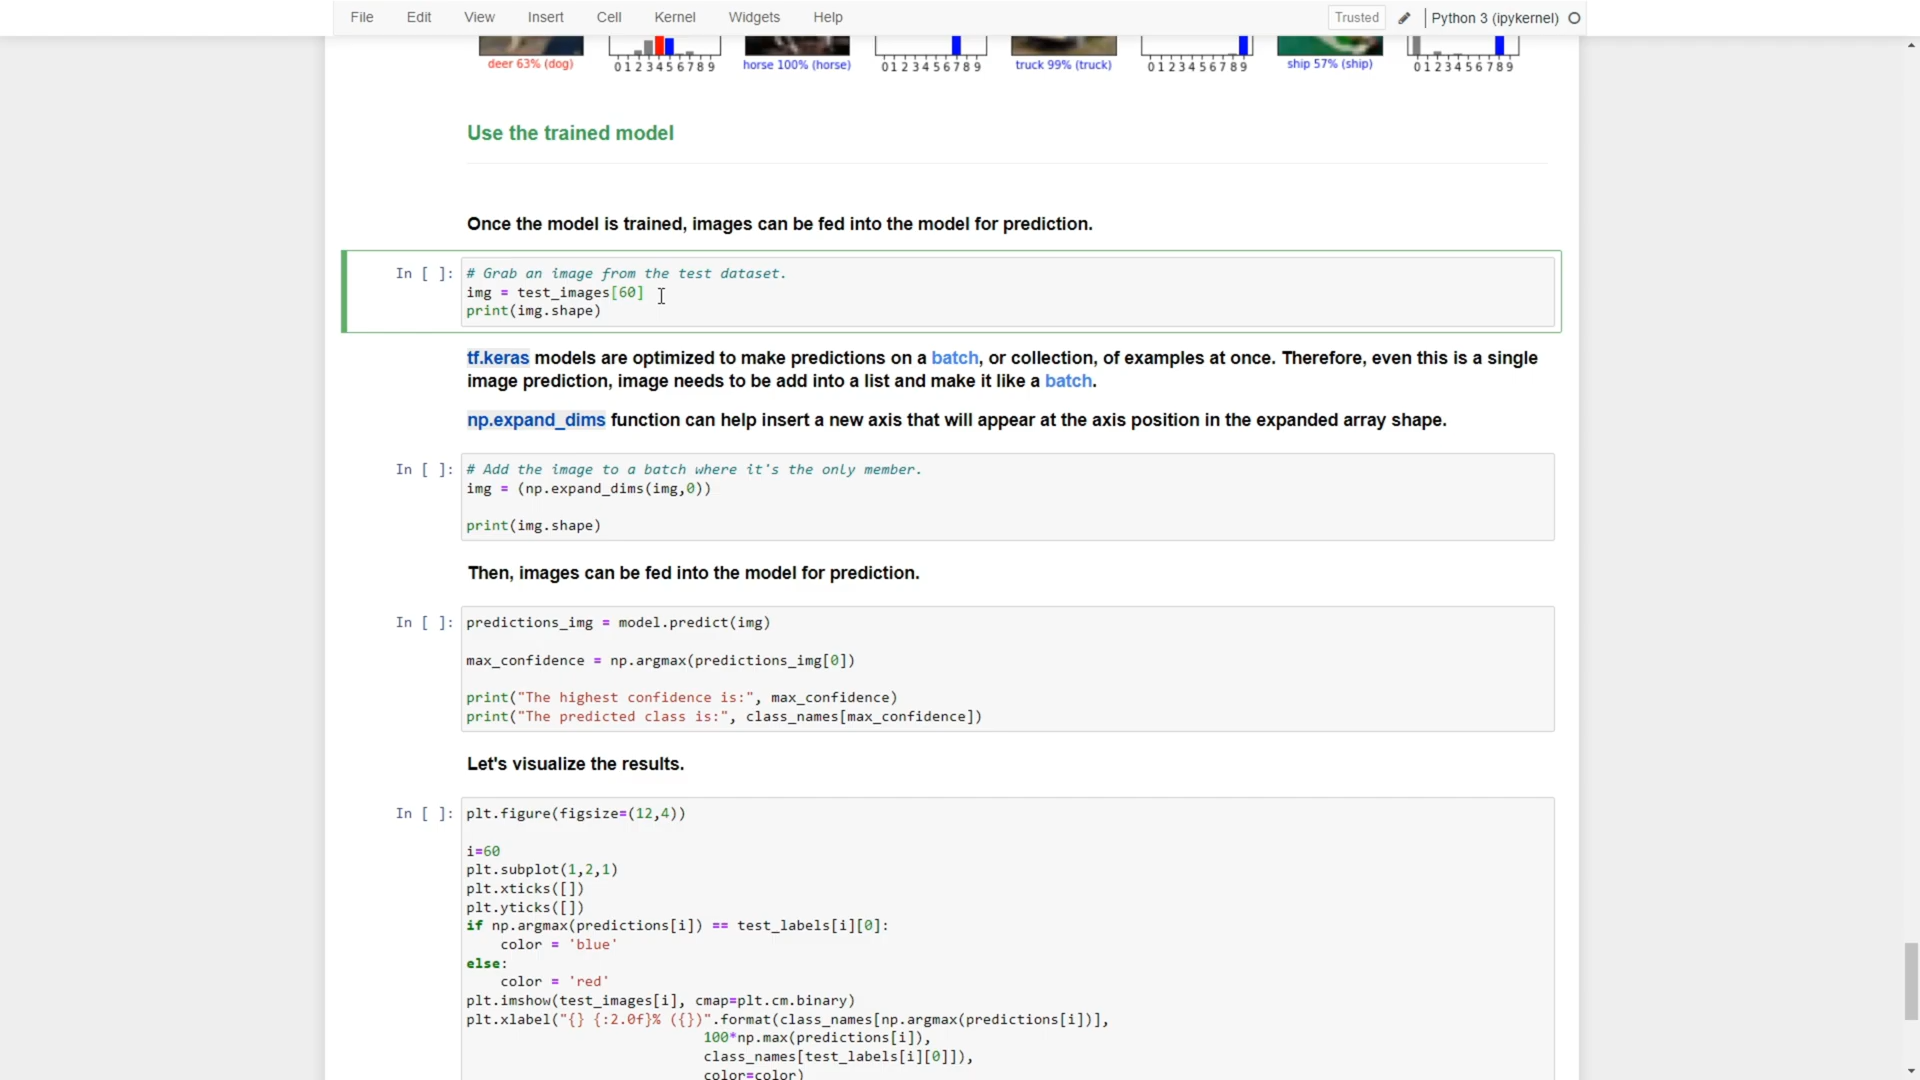 File Edit View Insert Cell Kernel Widgets Help Trusted Python 3 (ipykernel)
deer 63% (dog) 0 1 2 3 4 5 6 7 8 9 horse 100% (horse) 0 1 2 3 4 5 6 7 8 9 truck 99% (truck) 0 1 2 3 4 5 6 7 8 9 ship 57% (ship) 0 1 2 3 4 5 6 7 8 9
Use the trained model
Once the model is trained, images can be fed into the model for prediction.
In [ ]: # Grab an image from the test dataset.
img = test_images[60]
print(img.shape)
tf.keras models are optimized to make predictions on a batch, or collection, of examples at once. Therefore, even this is a single
image prediction, image needs to be add into a list and make it like a batch.
np.expand_dims function can help insert a new axis that will appear at the axis position in the expanded array shape.
In [ ]: # Add the image to a batch where it's the only member.
img = (np.expand_dims(img,0))
print(img.shape)
Then, images can be fed into the model for prediction.
In [ ]: predictions_img = model.predict(img)
max_confidence = np.argmax(predictions_img[0])
print("The highest confidence is:", max_confidence)
print("The predicted class is:", class_names[max_confidence])
Let's visualize the results.
In [ ]: plt.figure(figsize=(12,4))
i=60
plt.subplot(1,2,1)
plt.xticks([])
plt.yticks([])
if np.argmax(predictions[i]) == test_labels[i][0]:
color = 'blue'
else:
color = 'red'
plt.imshow(test_images[i], cmap=plt.cm.binary)
plt.xlabel("{} {:2.0f}% ({})".format(class_names[np.argmax(predictions[i])],
100*np.max(predictions[i]),
class_names[test_labels[i][0]]),
color=color)